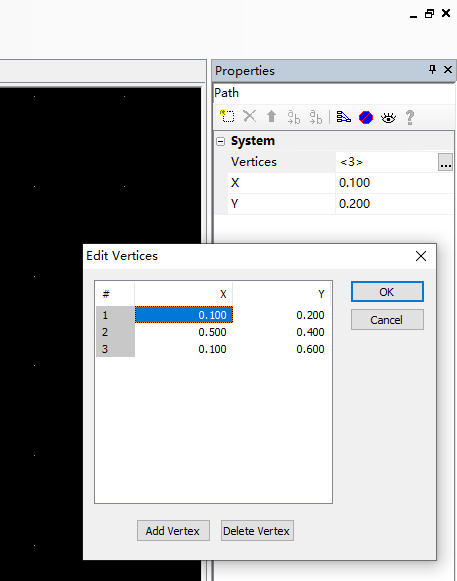 Properties
Path
System
Vertices <3> ...
X 0.100
Y 0.200
Edit Vertices
# X Y
1 0.100 0.200
2 0.500 0.400
3 0.100 0.600
OK
Cancel
Add Vertex Delete Vertex